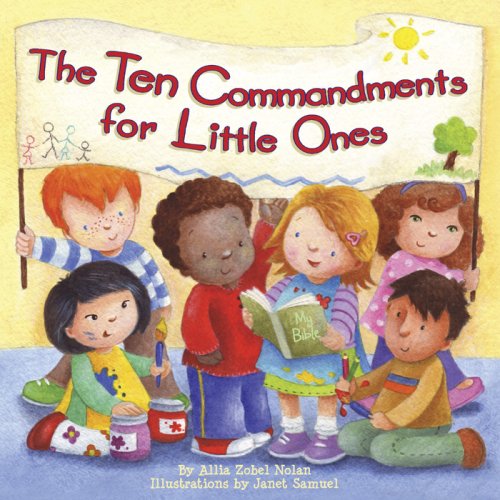 The Ten Commandments
for Little Ones
My
Bible
By Allia Zobel Nolan
Illustrations by Janet Samuel